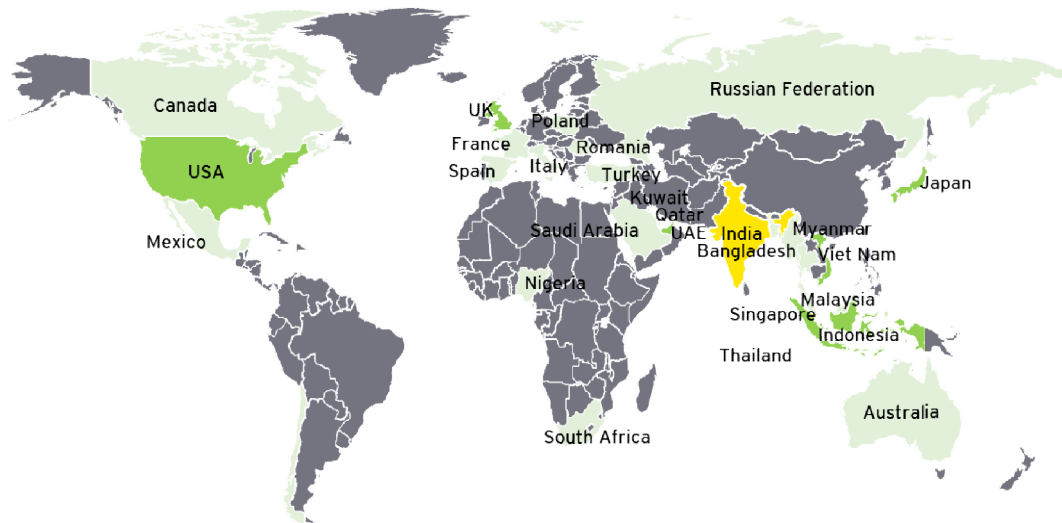 Russian Federation
Canada
UK
Poland
France
Romania
Italy
Spain
Turkey
USA
Japan
Kuwait
Qatar
Saudi Arabia
UAE
India
Myanmar
Mexico
Bangladesh
Viet Nam
Nigeria
Malaysia
Singapore
Indonesia
Thailand
Australia
South Africa